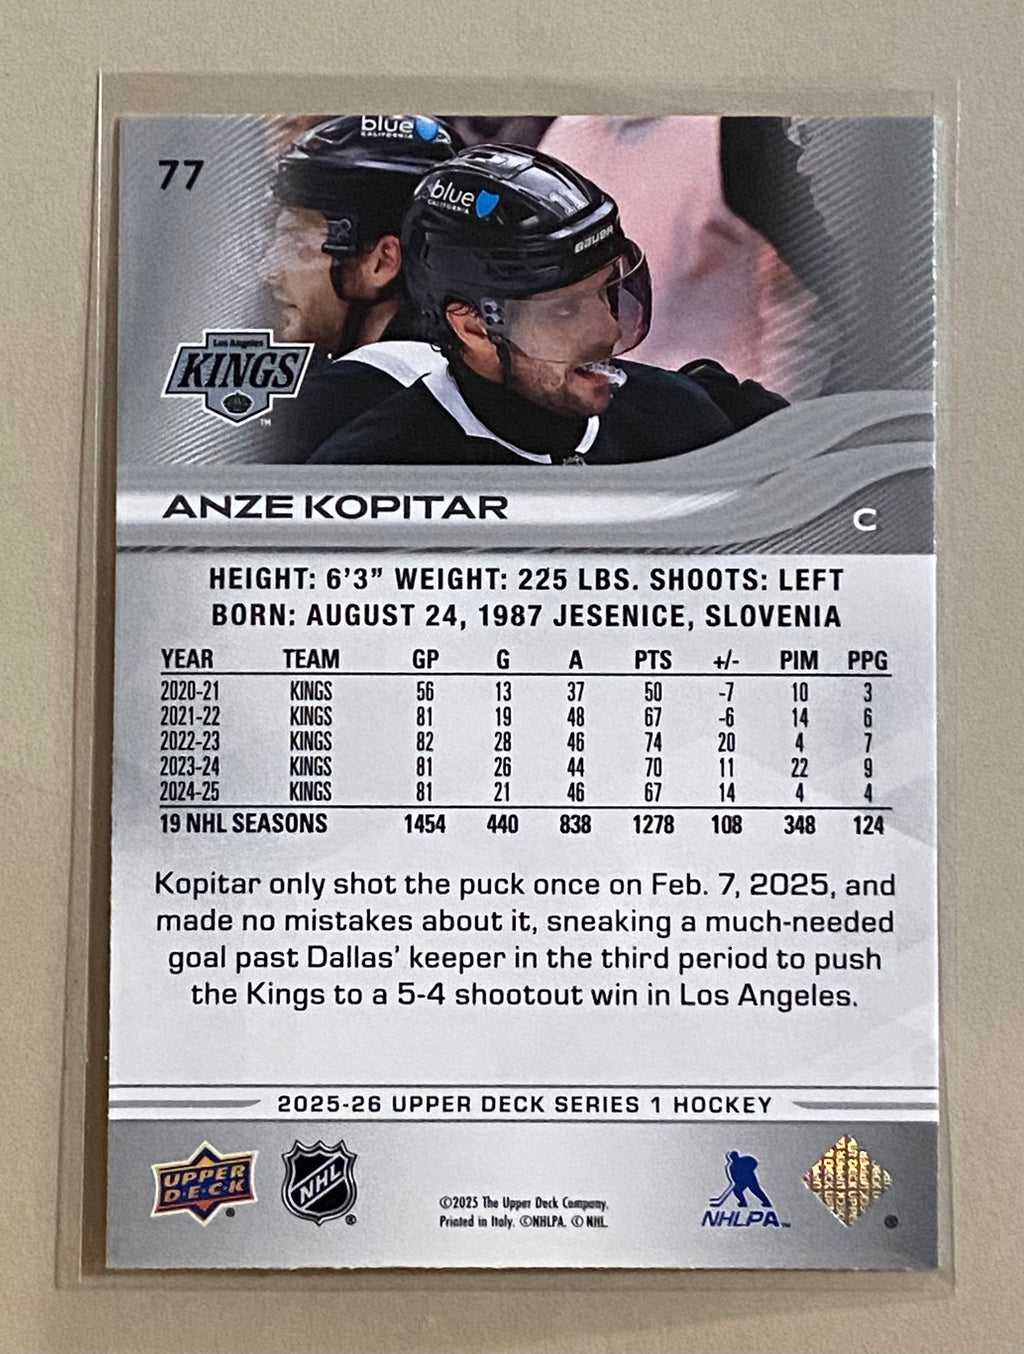 blue
CALIFORNIA
77
blue
CALIFORNIA
BAUER
Los Angeles
KINGS
TM
ANZE KOPITAR
C
HEIGHT: 6'3” WEIGHT: 225 LBS. SHOOTS: LEFT
BORN: AUGUST 24, 1987 JESENICE, SLOVENIA
YEAR TEAM GP G A PTS +/- PIM PPG
2020-21 KINGS 56 13 37 50 -7 10 3
2021-22 KINGS 81 19 48 67 -6 14 6
2022-23 KINGS 82 28 46 74 20 4 7
2023-24 KINGS 81 26 44 70 11 22 9
2024-25 KINGS 81 21 46 67 14 4 4
19 NHL SEASONS 1454 440 838 1278 108 348 124
Kopitar only shot the puck once on Feb. 7, 2025, and
made no mistakes about it, sneaking a much-needed
goal past Dallas’ keeper in the third period to push
the Kings to a 5-4 shootout win in Los Angeles.
2025-26 UPPER DECK SERIES 1 HOCKEY
UPPER
D·E·C·K
®
NHL
®
©2025 The Upper Deck Company.
Printed in Italy. ©NHLPA. © NHL.
NHLPA™
®